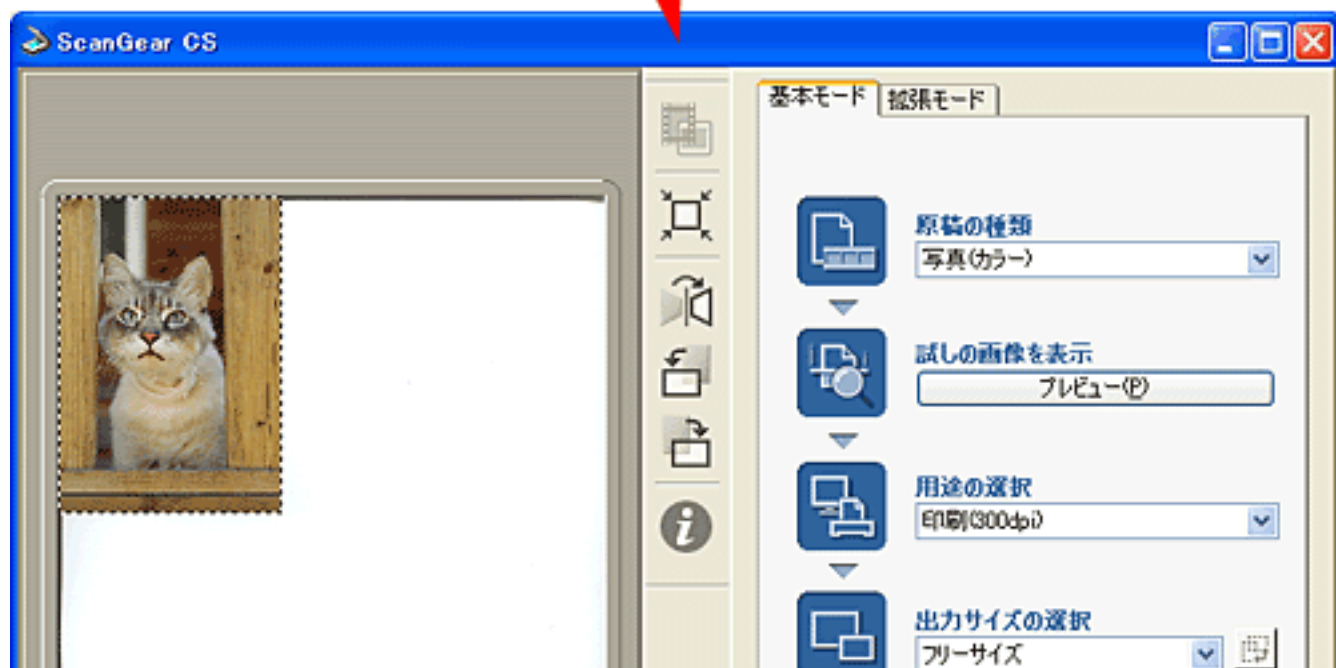 ScanGear CS
基本モード 拡張モード
原稿の種類
写真(カラー)
試しの画像を表示
プレビュー(P)
用途の選択
印刷(300dpi)
出力サイズの選択
フリーサイズ